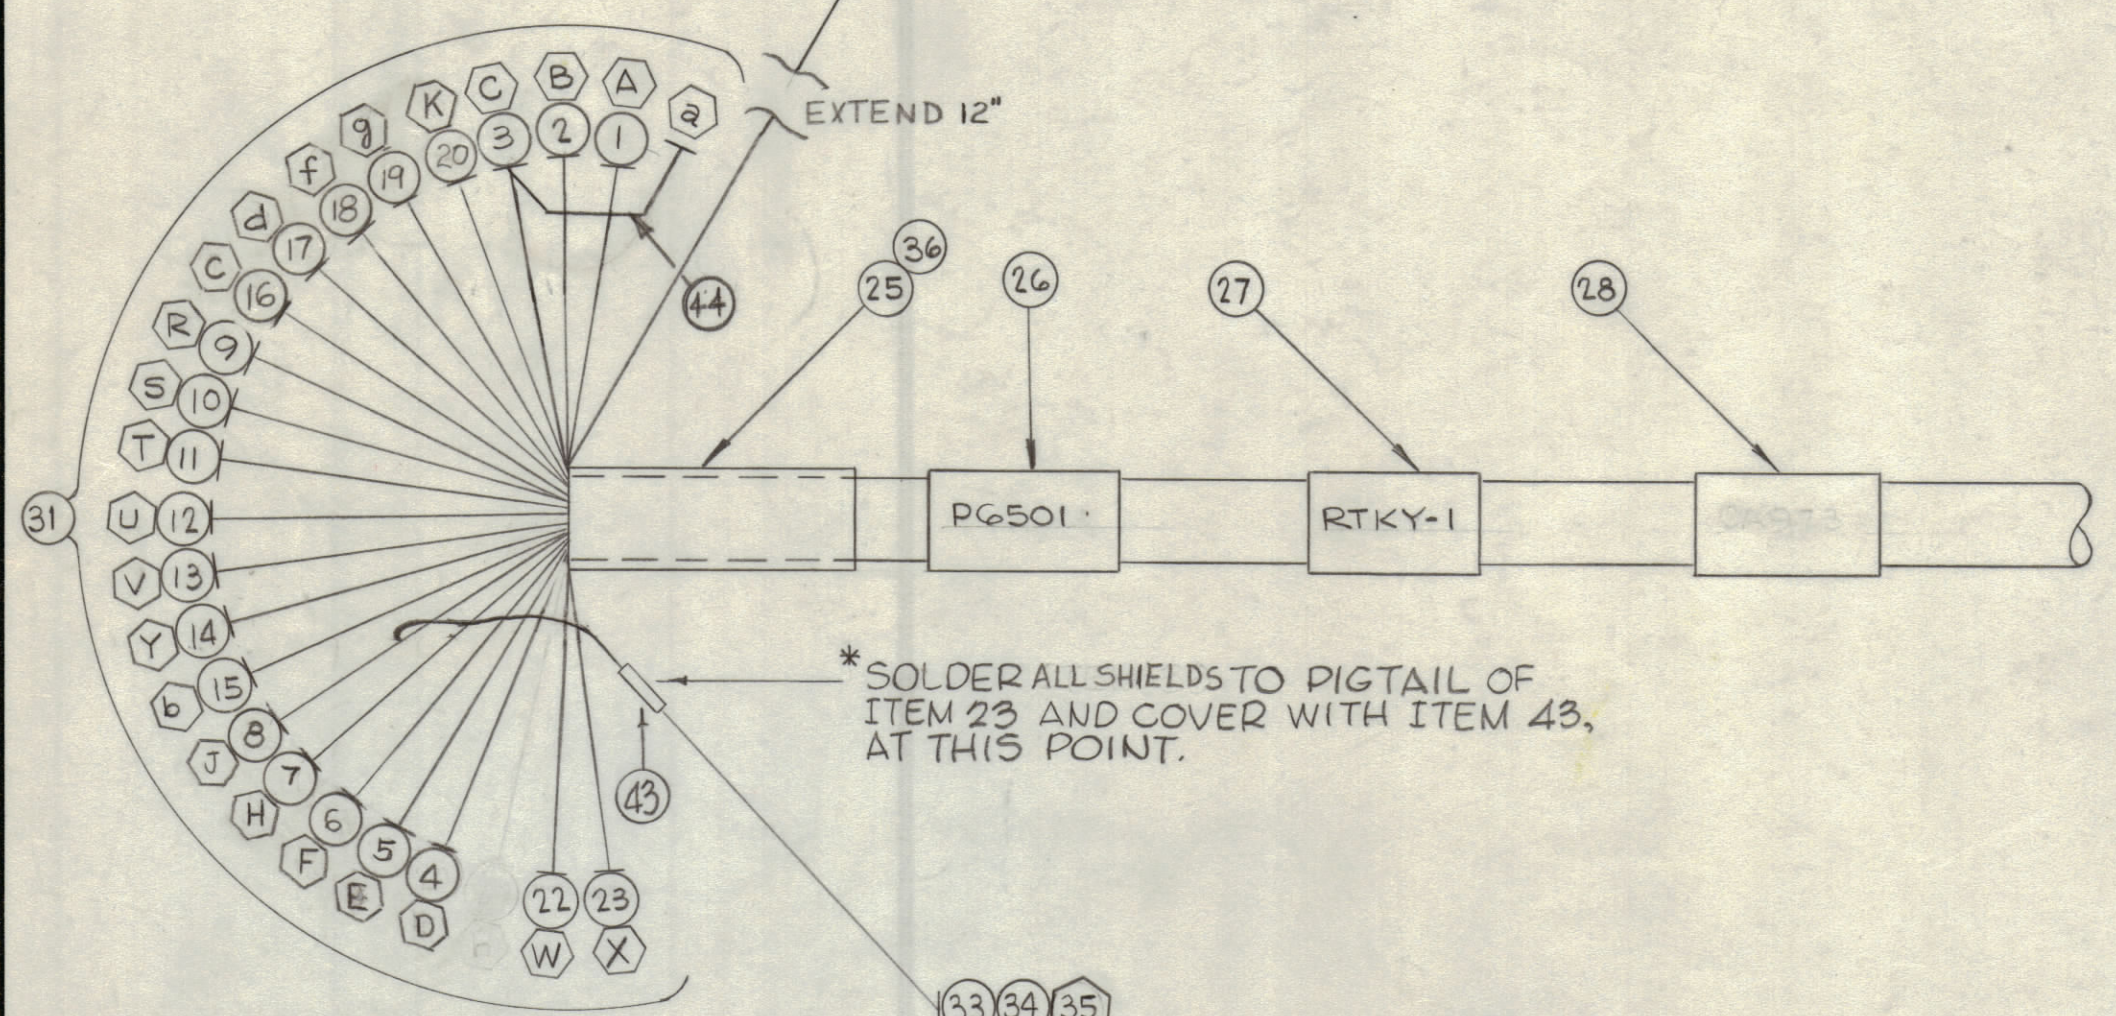 EXTEND 12"
a
A
1
B
2
C
3
K
20
g
19
f
18
d
17
C
16
R
9
S
10
T
11
U
12
V
13
Y
14
b
15
J
8
H
7
F
6
E
5
D
4
22
W
23
X
31
44
36
25
26
27
28
P6501
RTKY-1
*SOLDER ALL SHIELDS TO PIGTAIL OF
ITEM 23 AND COVER WITH ITEM 43,
AT THIS POINT.
43
33 34 35